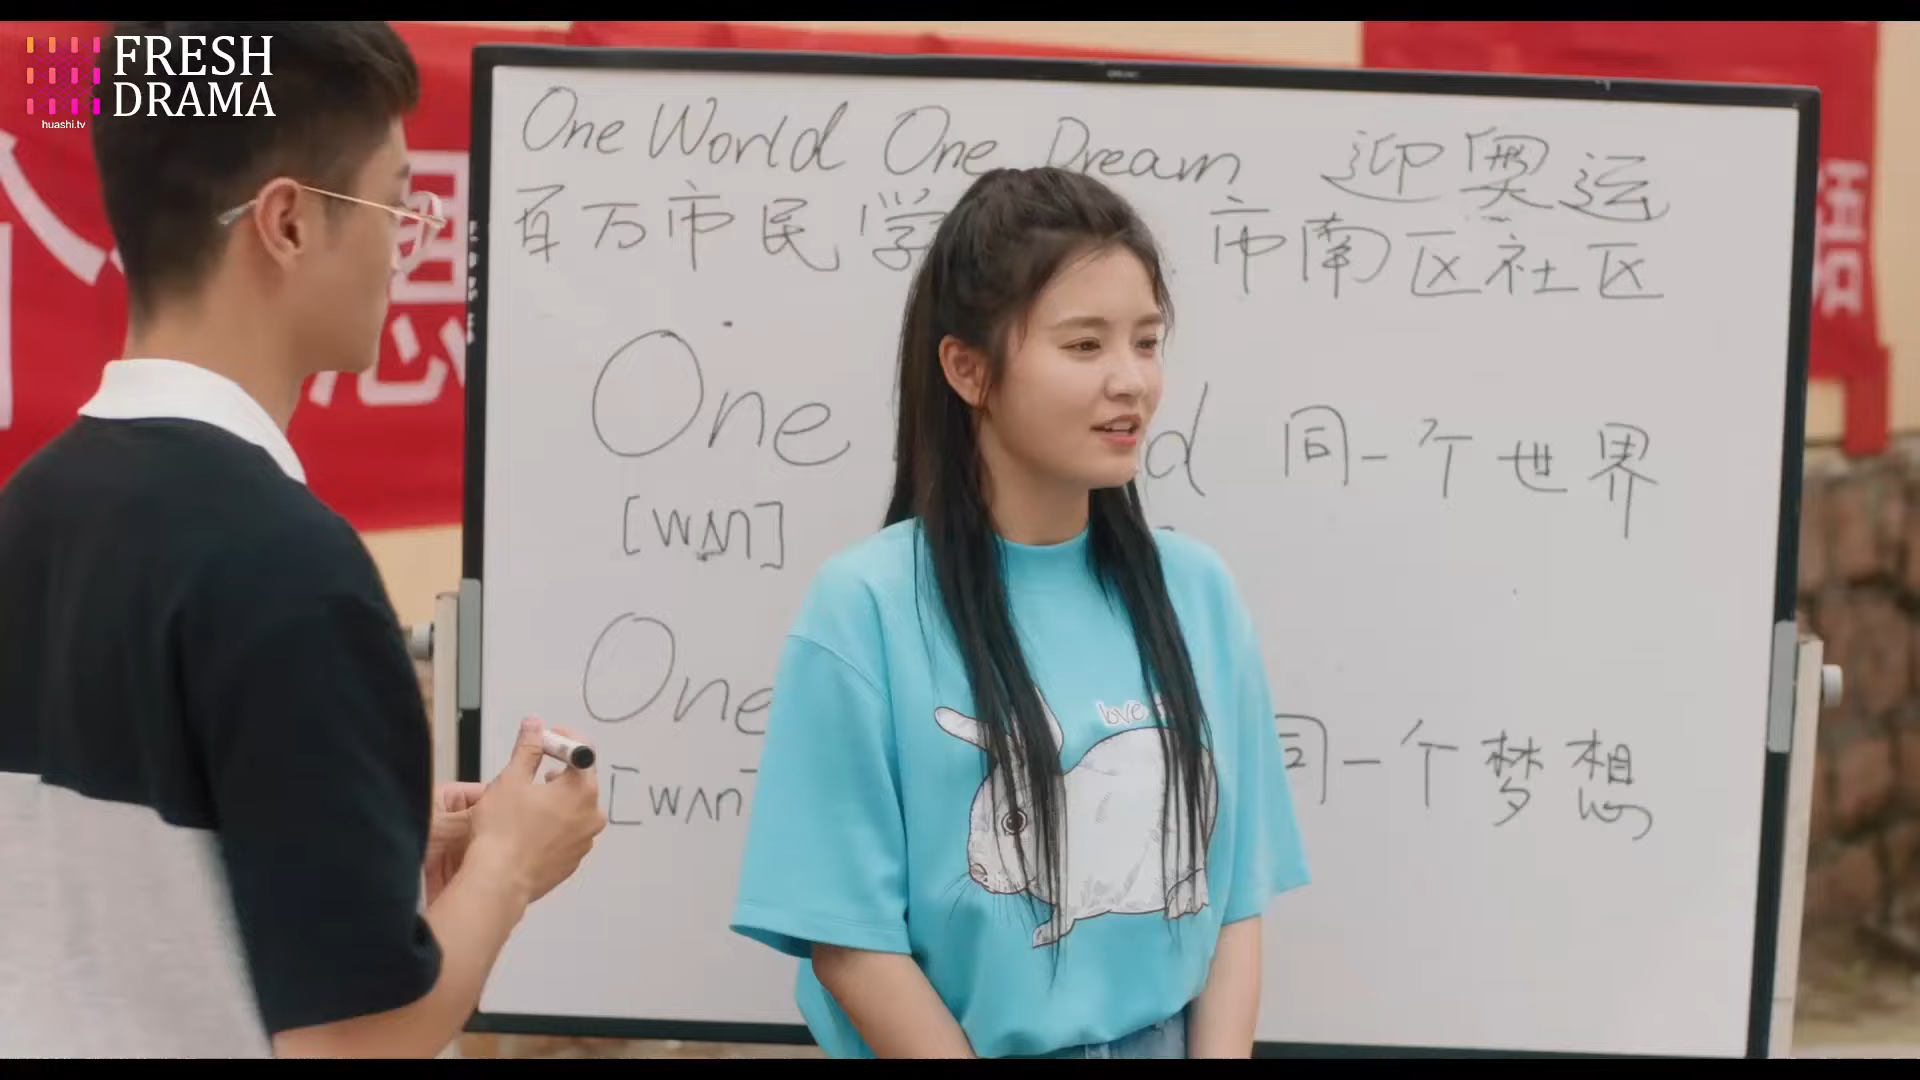 FRESH
DRAMA
huashi.tv
One World One Dream 迎奥运
百万市民学 市南区社区
One 同一个世界
[wʌn]
One 同一个梦想
[wʌn
love